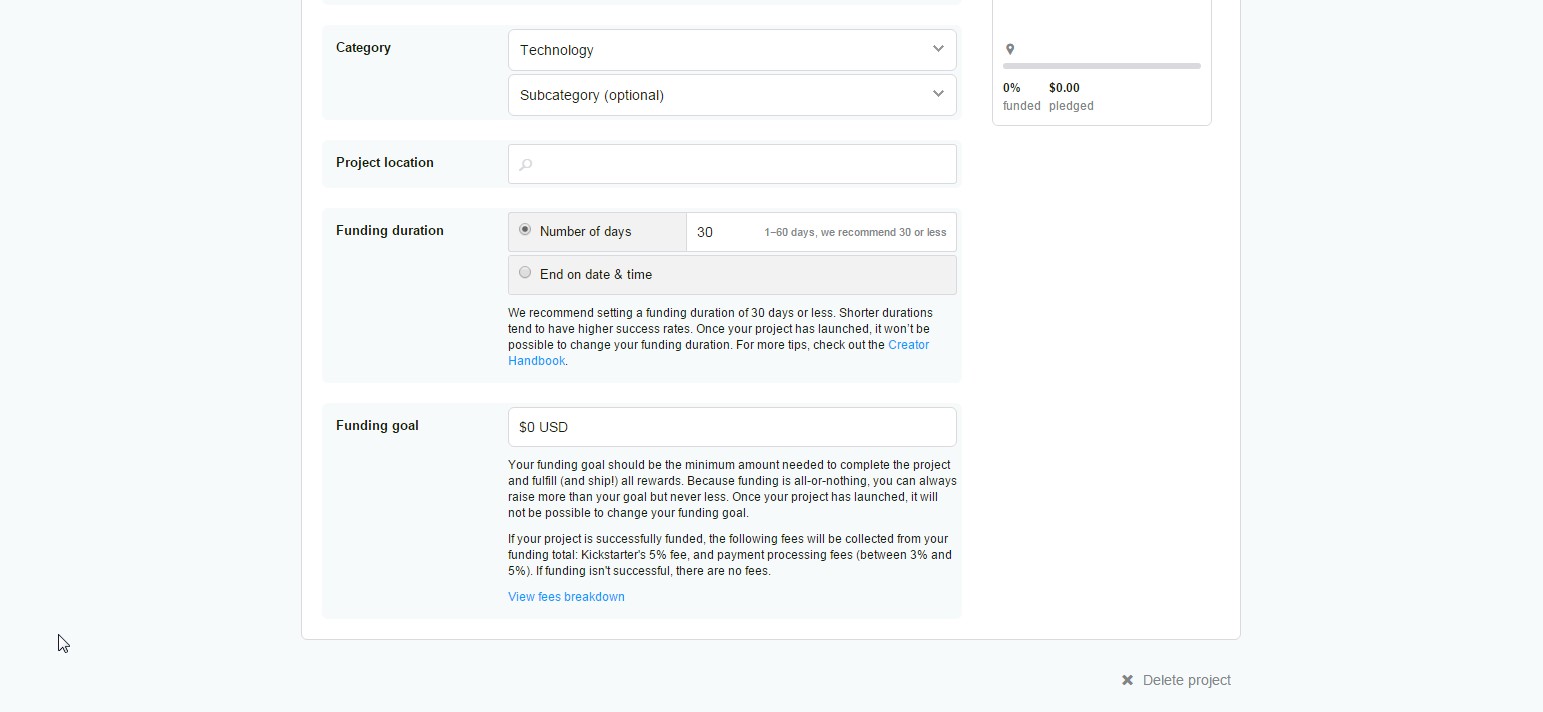 Category
Technology
Subcategory (optional)
0% $0.00
funded pledged
Project location
Funding duration
Number of days
30
1–60 days, we recommend 30 or less
End on date & time
We recommend setting a funding duration of 30 days or less. Shorter durations
tend to have higher success rates. Once your project has launched, it won’t be
possible to change your funding duration. For more tips, check out the Creator
Handbook.
Funding goal
$0 USD
Your funding goal should be the minimum amount needed to complete the project
and fulfill (and ship!) all rewards. Because funding is all-or-nothing, you can always
raise more than your goal but never less. Once your project has launched, it will
not be possible to change your funding goal.
If your project is successfully funded, the following fees will be collected from your
funding total: Kickstarter's 5% fee, and payment processing fees (between 3% and
5%). If funding isn't successful, there are no fees.
View fees breakdown
Delete project